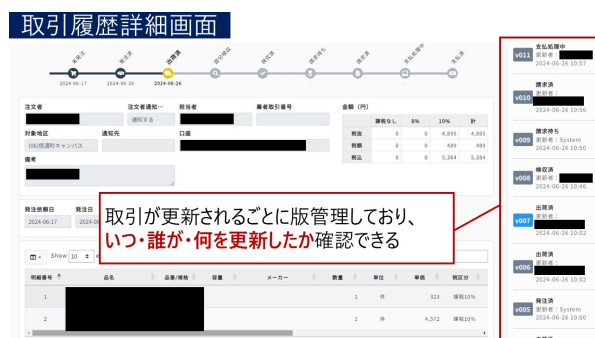 取引履歴詳細画面
未発注
発注済
出荷済
部分検収
検収済
請求待ち
請求済
支払処理中
支払済
2024-06-17
2024-06-26
2024-06-26
注文者
注文者通知…
担当者
業者取引番号
通知する
対象地区
通知先
口座
備考
金額（円）
課税なし 8% 10% 計
税抜 0 0 4,895 4,895
税額 0 0 489 489
税込 0 0 5,384 5,384
発注依頼日
発注日
2024-06-17
取引が更新されるごとに版管理しており、
いつ・誰が・何を更新したか確認できる
Show 10
明細番号 品名 品番/規格 容量 メーカー 数量 単位 単価 税区分
1 1 件 323 課税10%
2 1 件 4,572 課税10%
v011 支払処理中
更新者：
2024-06-26 10:57
v010 請求済
更新者：
2024-06-26 10:56
v009 請求待ち
更新者：System
2024-06-26 10:50
v008 検収済
更新者：
2024-06-26 10:46
v007 出荷済
更新者：
2024-06-26 10:02
v006 出荷済
更新者：
2024-06-26 10:02
v005 発注済
更新者：System
2024-06-26 10:00